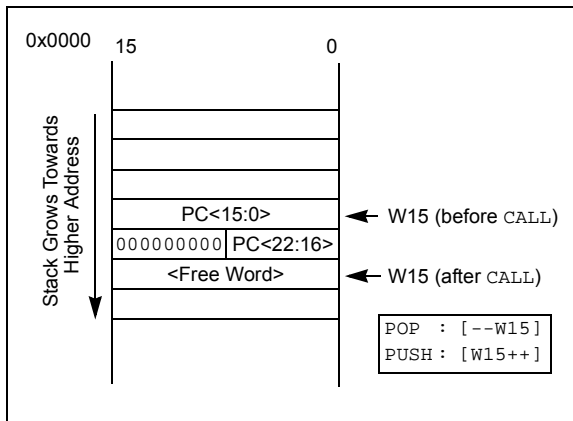 0x0000 15 0
Stack Grows Towards
Higher Address
PC<15:0> W15 (before CALL)
000000000 PC<22:16>
<Free Word> W15 (after CALL)
POP : [--W15]
PUSH : [W15++]